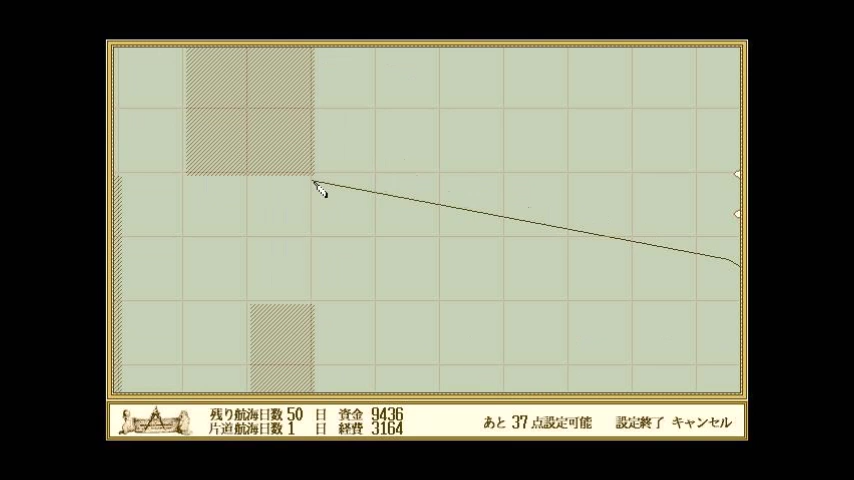 残り航海日数 50 日 資金 9436
片道航海日数 1 日 経費 3164
あと 37 点設定可能 設定終了 キャンセル